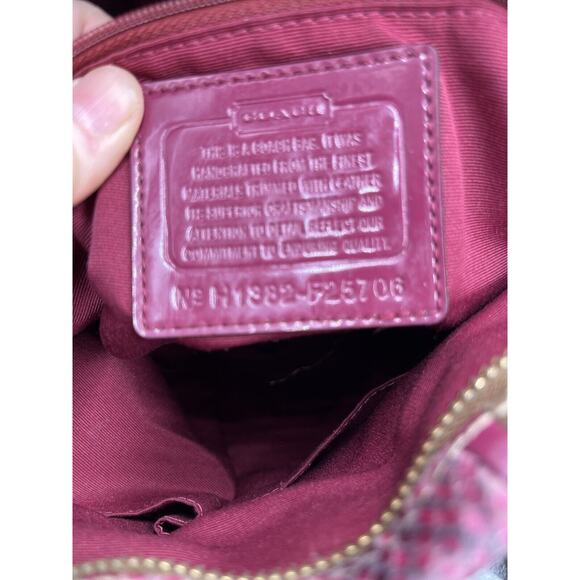 COACH
THIS IS A COACH BAG. IT WAS
HANDCRAFTED FROM THE FINEST
MATERIALS TRIMMED WITH LEATHER
ITS SUPERIOR CRAFTSMANSHIP AND
ATTENTION TO DETAIL REFLECT OUR
COMMITMENT TO ENDURING QUALITY.
Nº H1382-F25706